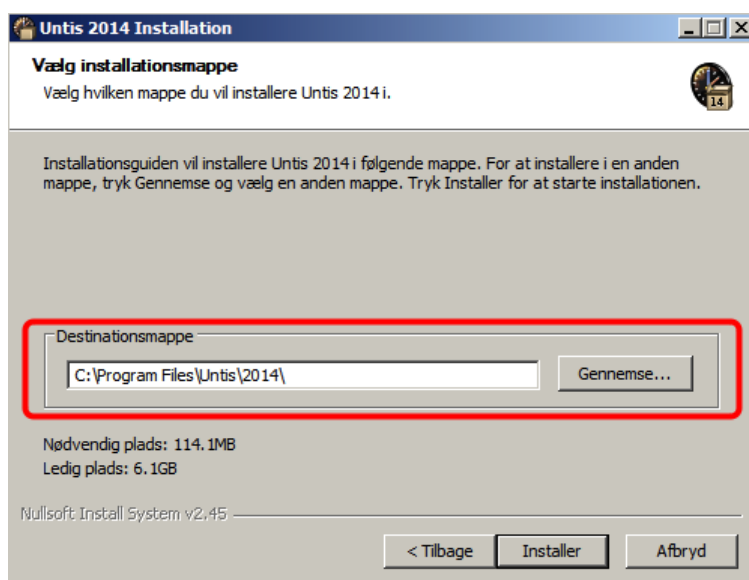 Untis 2014 Installation
Vælg installationsmappe
Vælg hvilken mappe du vil installere Untis 2014 i.
14
Installationsguiden vil installere Untis 2014 i følgende mappe. For at installere i en anden
mappe, tryk Gennemse og vælg en anden mappe. Tryk Installer for at starte installationen.
Destinationsmappe
C:\Program Files\Untis\2014\
Gennemse...
Nødvendig plads: 114.1MB
Ledig plads: 6.1GB
Nullsoft Install System v2.45
< Tilbage
Installer
Afbryd